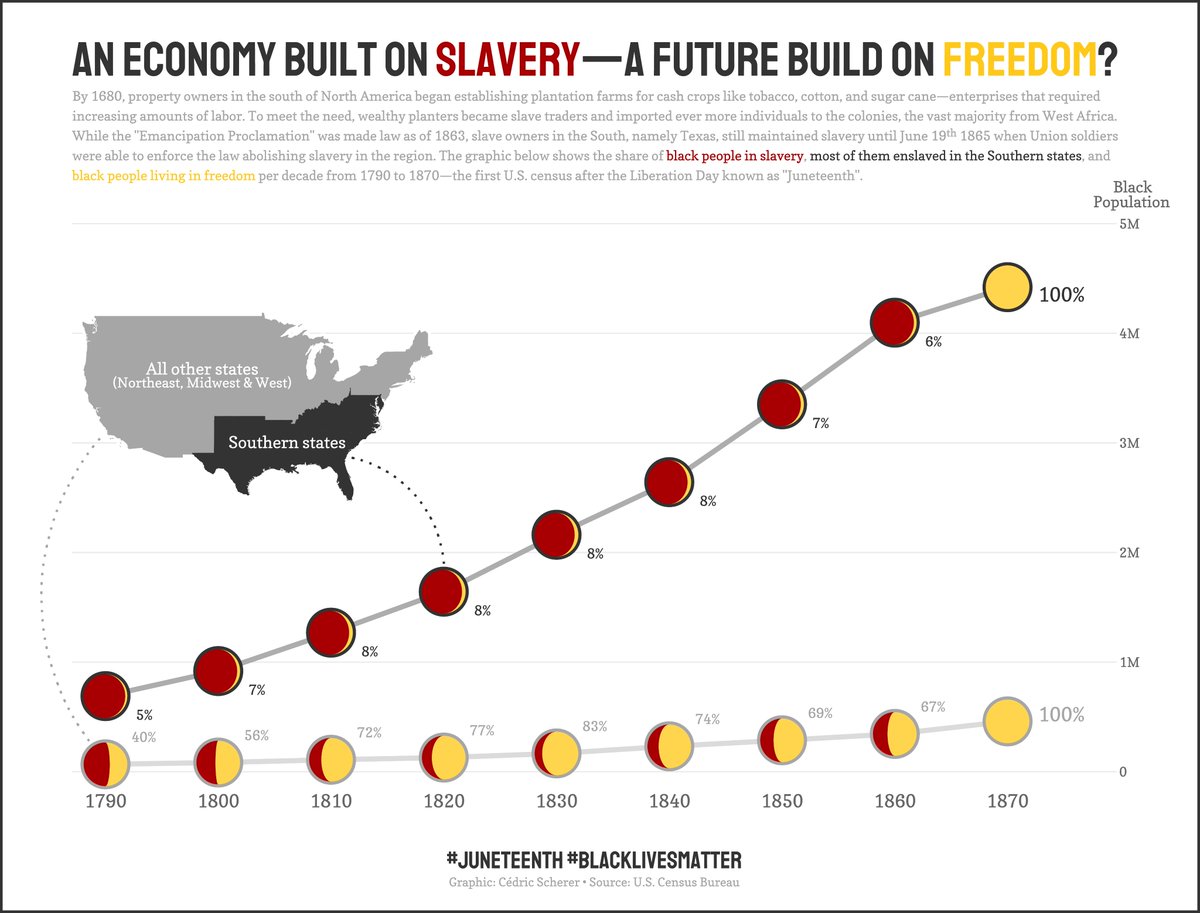 AN ECONOMY BUILT ON SLAVERY—A FUTURE BUILD ON FREEDOM?
By 1680, property owners in the south of North America began establishing plantation farms for cash crops like tobacco, cotton, and sugar cane—enterprises that required
increasing amounts of labor. To meet the need, wealthy planters became slave traders and imported ever more individuals to the colonies, the vast majority from West Africa.
While the "Emancipation Proclamation" was made law as of 1863, slave owners in the South, namely Texas, still maintained slavery until June 19th 1865 when Union soldiers
were able to enforce the law abolishing slavery in the region. The graphic below shows the share of black people in slavery, most of them enslaved in the Southern states, and
black people living in freedom per decade from 1790 to 1870—the first U.S. census after the Liberation Day known as "Juneteenth".
Black
Population
5M
100%
4M
6%
All other states
(Northeast, Midwest & West)
7%
Southern states
3M
8%
2M
8%
8%
8%
1M
7%
5%
40%
56%
72%
77%
83%
74%
69%
67%
100%
0
1790
1800
1810
1820
1830
1840
1850
1860
1870
#JUNETEENTH #BLACKLIVESMATTER
Graphic: Cédric Scherer • Source: U.S. Census Bureau